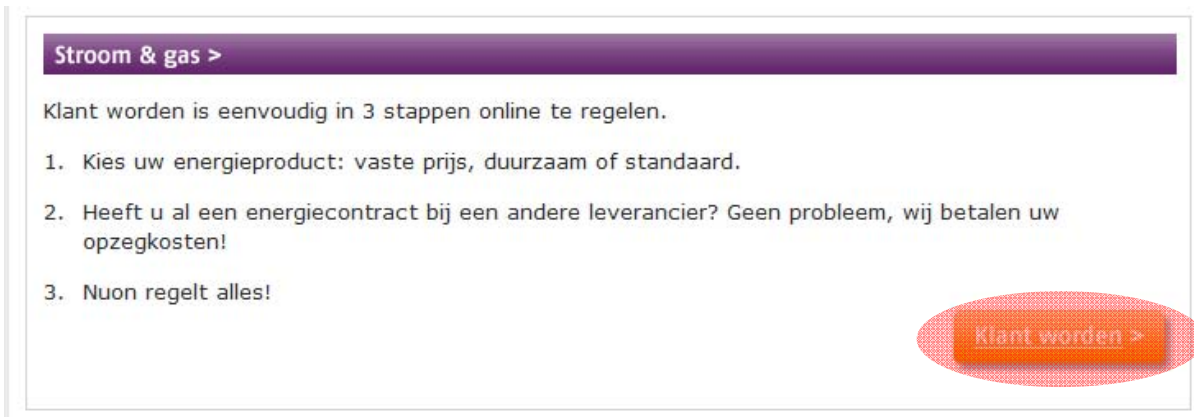 Stroom & gas >
Klant worden is eenvoudig in 3 stappen online te regelen.
1. Kies uw energieproduct: vaste prijs, duurzaam of standaard.
2. Heeft u al een energiecontract bij een andere leverancier? Geen probleem, wij betalen uw
opzegkosten!
3. Nuon regelt alles!
Klant worden >